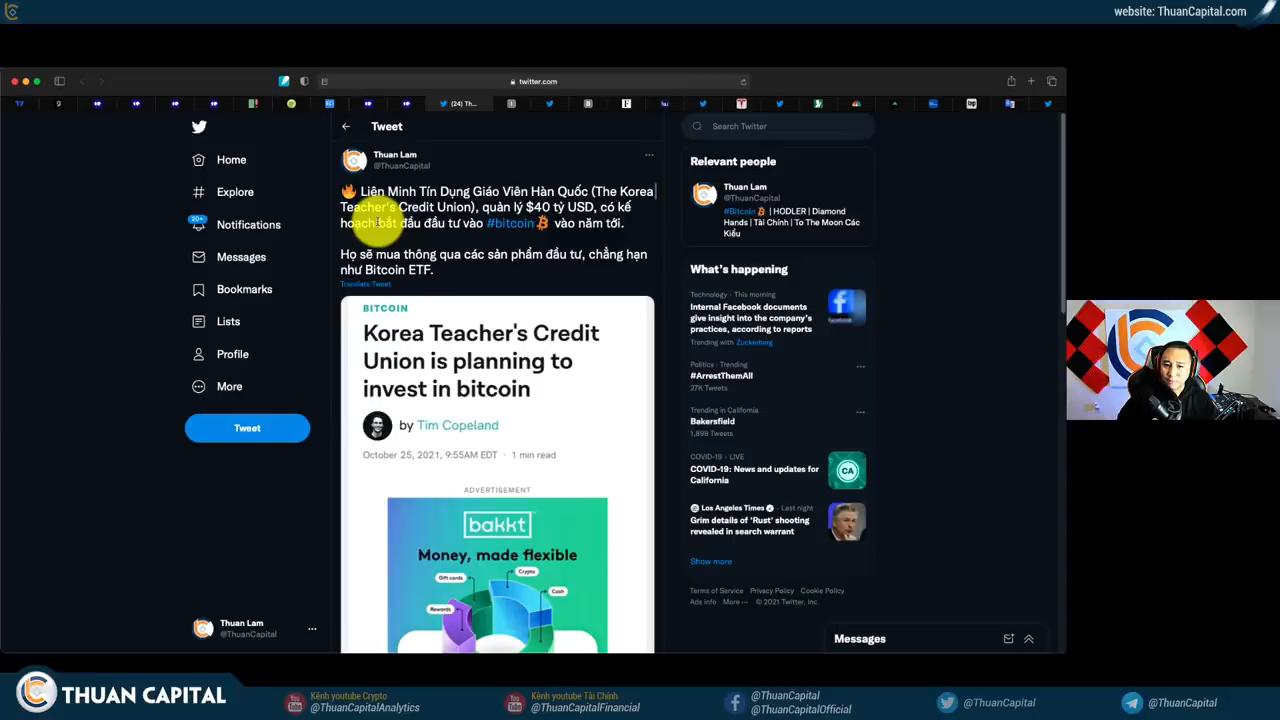 website: ThuanCapital.com
twitter.com
(24) Th...
Tweet
Search Twitter
Home
Explore
20+
Notifications
Messages
Bookmarks
Lists
Profile
More
Tweet
Thuan Lam
@ThuanCapital
Thuan Lam
@ThuanCapital
🔥 Liên Minh Tín Dụng Giáo Viên Hàn Quốc (The Korea
Teacher's Credit Union), quản lý $40 tỷ USD, có kế
hoạch bắt đầu đầu tư vào #bitcoin vào năm tới.
Họ sẽ mua thông qua các sản phẩm đầu tư, chẳng hạn
như Bitcoin ETF.
Translate Tweet
BITCOIN
Korea Teacher's Credit
Union is planning to
invest in bitcoin
by Tim Copeland
October 25, 2021, 9:55AM EDT · 1 min read
ADVERTISEMENT
bakkt
Money, made flexible
Gift cards
Crypto
Cash
Rewards
Relevant people
Thuan Lam
@ThuanCapital
#Bitcoin | HODLER | Diamond
Hands | Tài Chính | To The Moon Các
Kiểu
What's happening
Technology · This morning
Internal Facebook documents
give insight into the company's
practices, according to reports
Trending with Zuckerberg
Politics · Trending
#ArrestThemAll
27K Tweets
Trending in California
Bakersfield
1,898 Tweets
COVID-19 · LIVE
COVID-19: News and updates for
California
CA
Los Angeles Times · Last night
Grim details of 'Rust' shooting
revealed in search warrant
Show more
Terms of Service Privacy Policy Cookie Policy
Ads info More ··· © 2021 Twitter, Inc.
Messages
THUAN CAPITAL
Kênh youtube Crypto
@ThuanCapitalAnalytics
Kênh youtube Tài Chính
@ThuanCapitalFinancial
@ThuanCapital
@ThuanCapitalOfficial
@ThuanCapital
@ThuanCapital